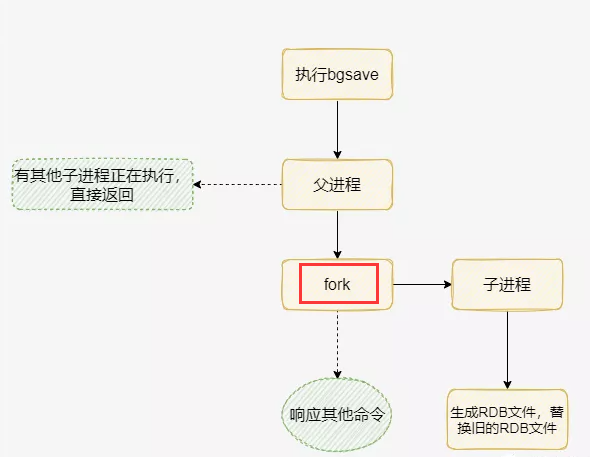 执行bgsave
有其他子进程正在执行，
直接返回
父进程
fork
子进程
响应其他命令
生成RDB文件，替
换旧的RDB文件